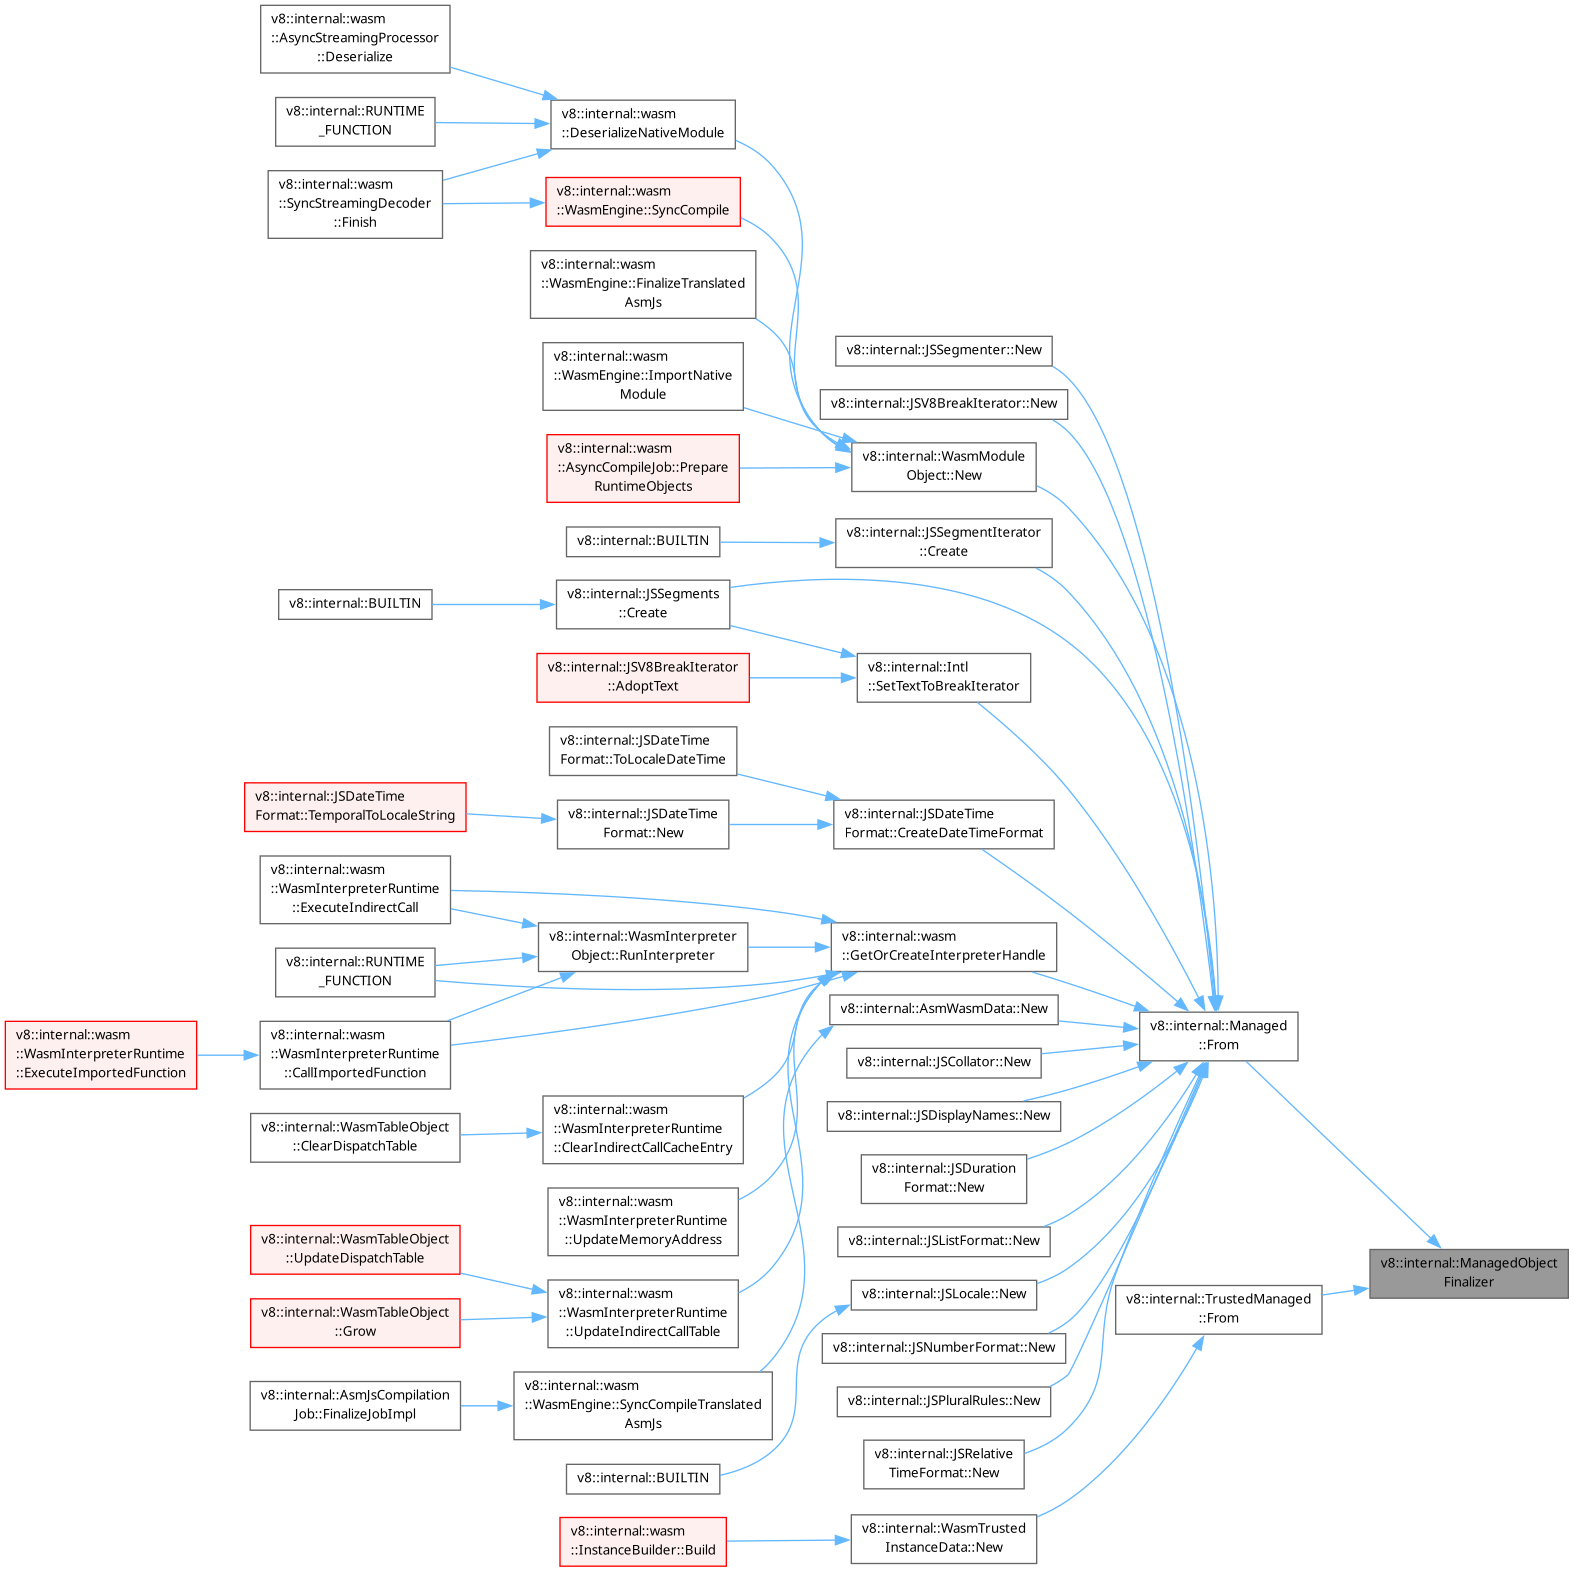 v8::internal::wasm
::AsyncStreamingProcessor
::Deserialize
v8::internal::RUNTIME
_FUNCTION
v8::internal::wasm
::DeserializeNativeModule
v8::internal::wasm
::SyncStreamingDecoder
::Finish
v8::internal::wasm
::WasmEngine::SyncCompile
v8::internal::wasm
::WasmEngine::FinalizeTranslated
AsmJs
v8::internal::wasm
::WasmEngine::ImportNative
Module
v8::internal::wasm
::AsyncCompileJob::Prepare
RuntimeObjects
v8::internal::JSSegmenter::New
v8::internal::JSV8BreakIterator::New
v8::internal::WasmModule
Object::New
v8::internal::BUILTIN
v8::internal::JSSegmentIterator
::Create
v8::internal::BUILTIN
v8::internal::JSSegments
::Create
v8::internal::JSV8BreakIterator
::AdoptText
v8::internal::Intl
::SetTextToBreakIterator
v8::internal::JSDateTime
Format::ToLocaleDateTime
v8::internal::JSDateTime
Format::TemporalToLocaleString
v8::internal::JSDateTime
Format::New
v8::internal::JSDateTime
Format::CreateDateTimeFormat
v8::internal::wasm
::WasmInterpreterRuntime
::ExecuteIndirectCall
v8::internal::WasmInterpreter
Object::RunInterpreter
v8::internal::wasm
::GetOrCreateInterpreterHandle
v8::internal::RUNTIME
_FUNCTION
v8::internal::AsmWasmData::New
v8::internal::Managed
::From
v8::internal::wasm
::WasmInterpreterRuntime
::ExecuteImportedFunction
v8::internal::wasm
::WasmInterpreterRuntime
::CallImportedFunction
v8::internal::JSCollator::New
v8::internal::JSDisplayNames::New
v8::internal::WasmTableObject
::ClearDispatchTable
v8::internal::wasm
::WasmInterpreterRuntime
::ClearIndirectCallCacheEntry
v8::internal::JSDuration
Format::New
v8::internal::wasm
::WasmInterpreterRuntime
::UpdateMemoryAddress
v8::internal::JSListFormat::New
v8::internal::WasmTableObject
::UpdateDispatchTable
v8::internal::ManagedObject
Finalizer
v8::internal::WasmTableObject
::Grow
v8::internal::wasm
::WasmInterpreterRuntime
::UpdateIndirectCallTable
v8::internal::JSLocale::New
v8::internal::TrustedManaged
::From
v8::internal::JSNumberFormat::New
v8::internal::AsmJsCompilation
Job::FinalizeJobImpl
v8::internal::wasm
::WasmEngine::SyncCompileTranslated
AsmJs
v8::internal::JSPluralRules::New
v8::internal::JSRelative
TimeFormat::New
v8::internal::BUILTIN
v8::internal::wasm
::InstanceBuilder::Build
v8::internal::WasmTrusted
InstanceData::New